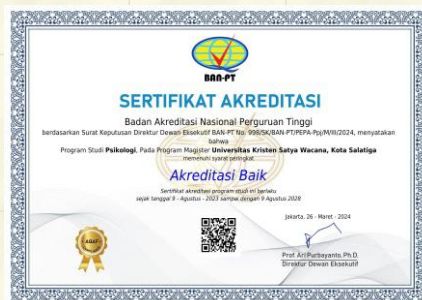 BAN-PT
SERTIFIKAT AKREDITASI
Badan Akreditasi Nasional Perguruan Tinggi
berdasarkan Surat Keputusan Direktur Dewan Eksekutif BAN-PT No. 998/SK/BAN-PT/PEPA-Ppj/M/III/2024, menyatakan
bahwa
Program Studi Psikologi, Pada Program Magister Universitas Kristen Satya Wacana, Kota Salatiga
memenuhi syarat peringkat
Akreditasi Baik
Sertifikat akreditasi program studi ini berlaku
sejak tanggal 9 - Agustus - 2023 sampai dengan 9 Agustus 2028
Jakarta, 26 - Maret - 2024
Prof. Ari Purbayanto, Ph.D
Direktur Dewan Eksekutif